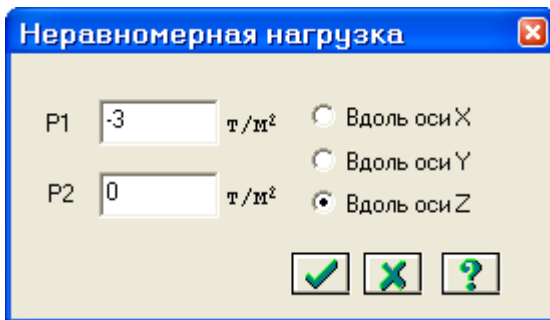 Неравномерная нагрузка
P1 -3 т/м² Вдоль оси X
Вдоль оси Y
P2 0 т/м² Вдоль оси Z
?